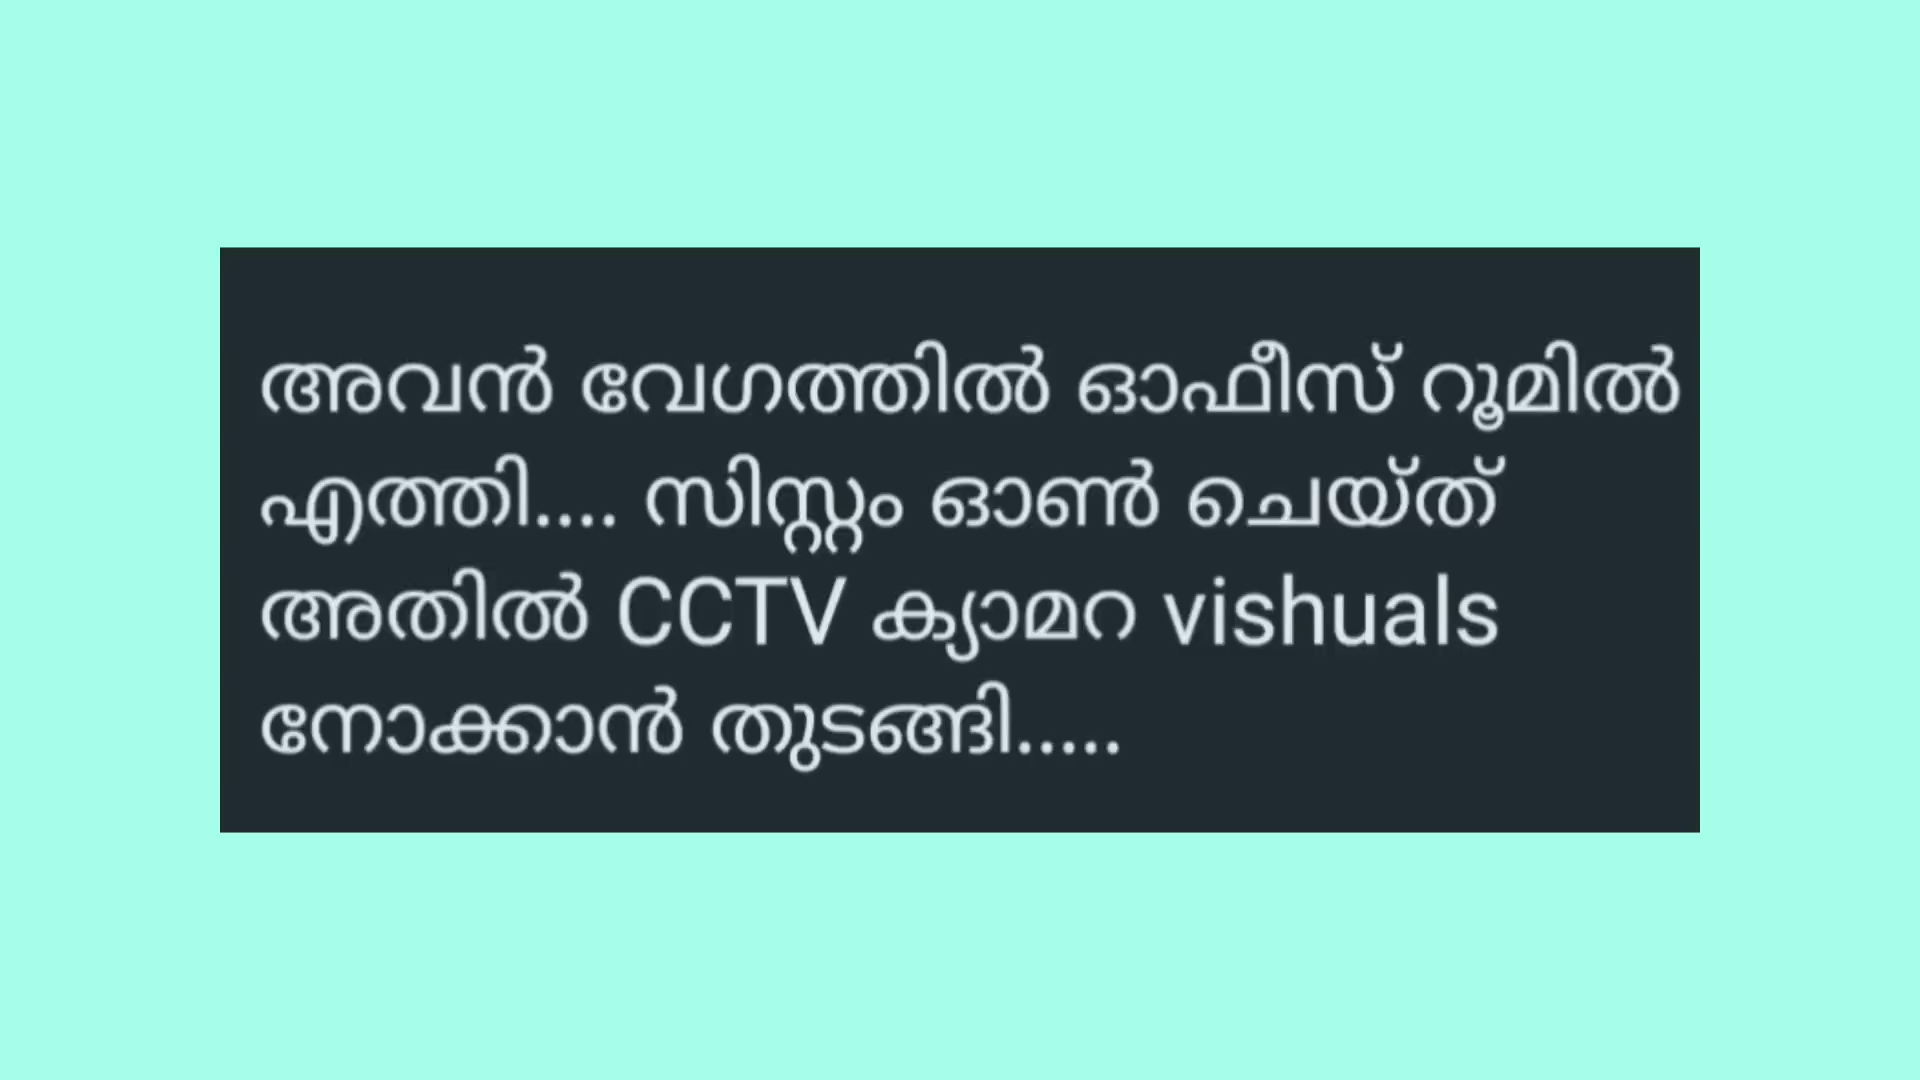 അവൻ വേഗത്തിൽ ഓഫീസ് റൂമിൽ
എത്തി.... സിസ്റ്റം ഓൺ ചെയ്ത്
അതിൽ CCTV ക്യാമറ vishuals
നോക്കാൻ തുടങ്ങി.....